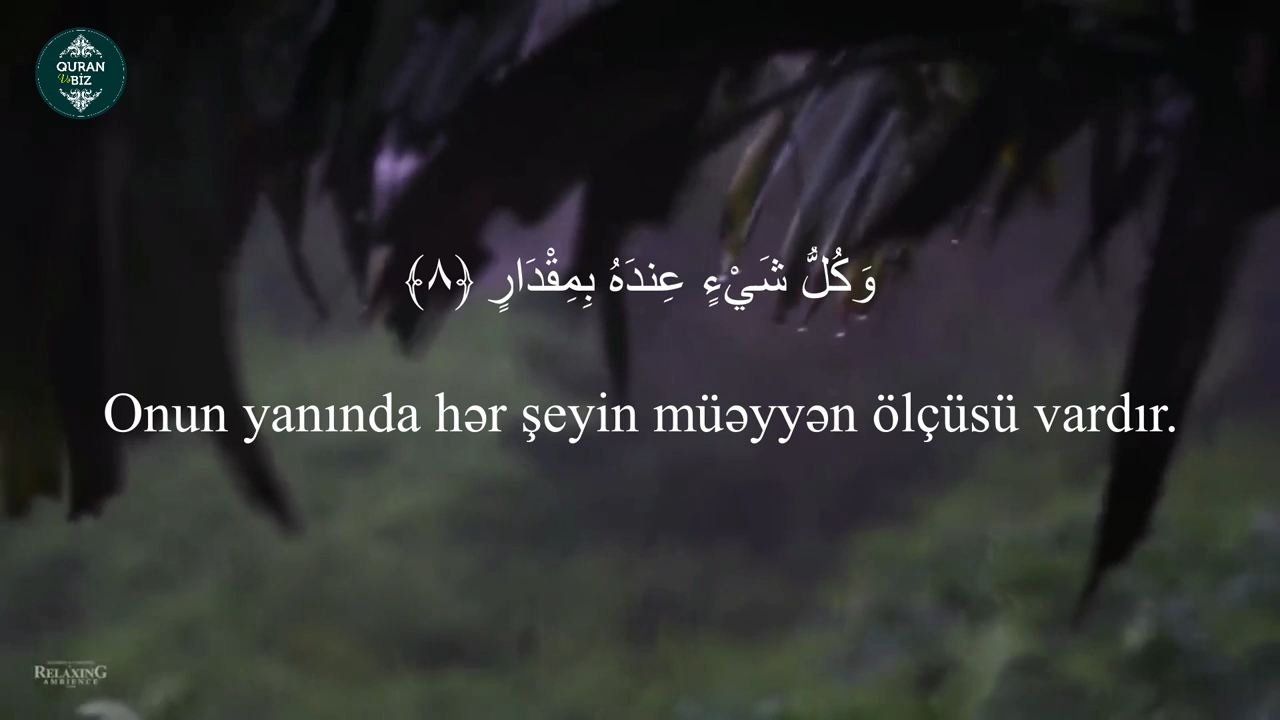 QURAN
Və BİZ
وَكُلُّ شَيْءٍ عِندَهُ بِمِقْدَارٍ ﴿٨﴾
Onun yanında hər şeyin müəyyən ölçüsü vardır.
RELAXING
AMBIENCE